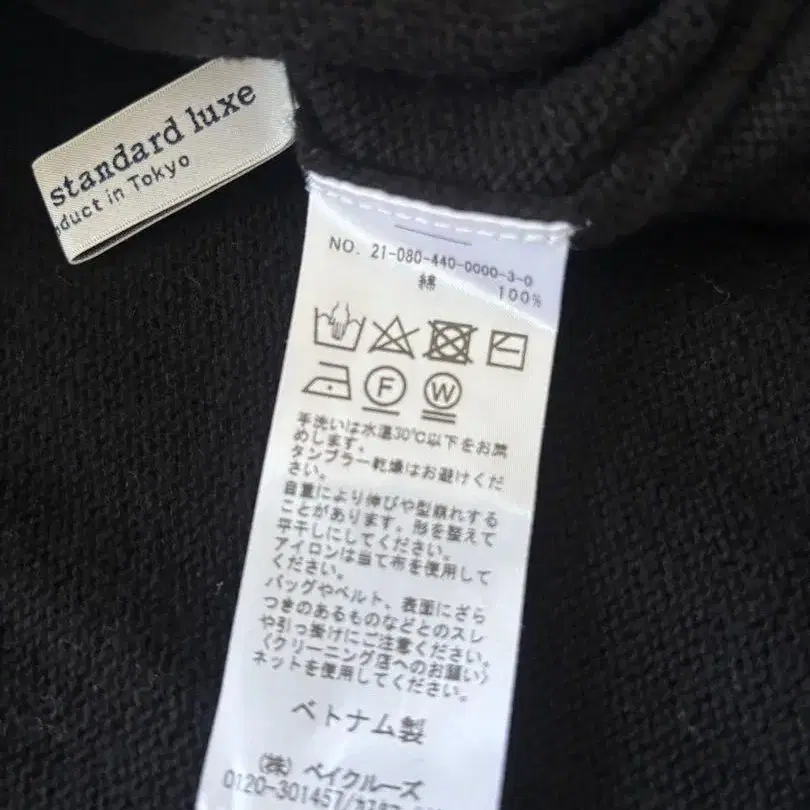 standard luxe
oduct in Tokyo
NO. 21-080-440-0000-3-0
綿 100%
F W
手洗いは水温30℃以下をお薦
めします。
タンブラー乾燥はお避けくだ
さい。
自重により伸びや型崩れする
ことがあります。形を整えて
平干しにしてください。
アイロンは当て布を使用して
ください。
バッグやベルト、表面にざら
つきのあるものなどとのスレ
や引っ掛けにご注意ください。
〈クリーニング店へのお願い〉
ネットを使用してください。
ベトナム製
(株) ベイクルーズ
0120-301457/